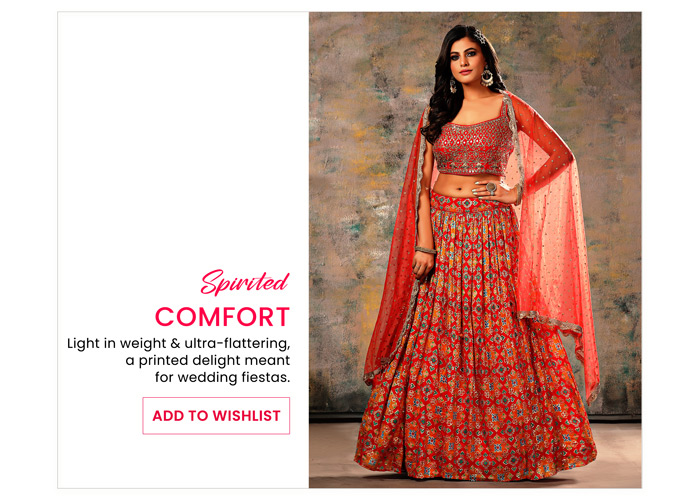 Spirited
COMFORT
Light in weight & ultra-flattering,
a printed delight meant
for wedding fiestas.
ADD TO WISHLIST